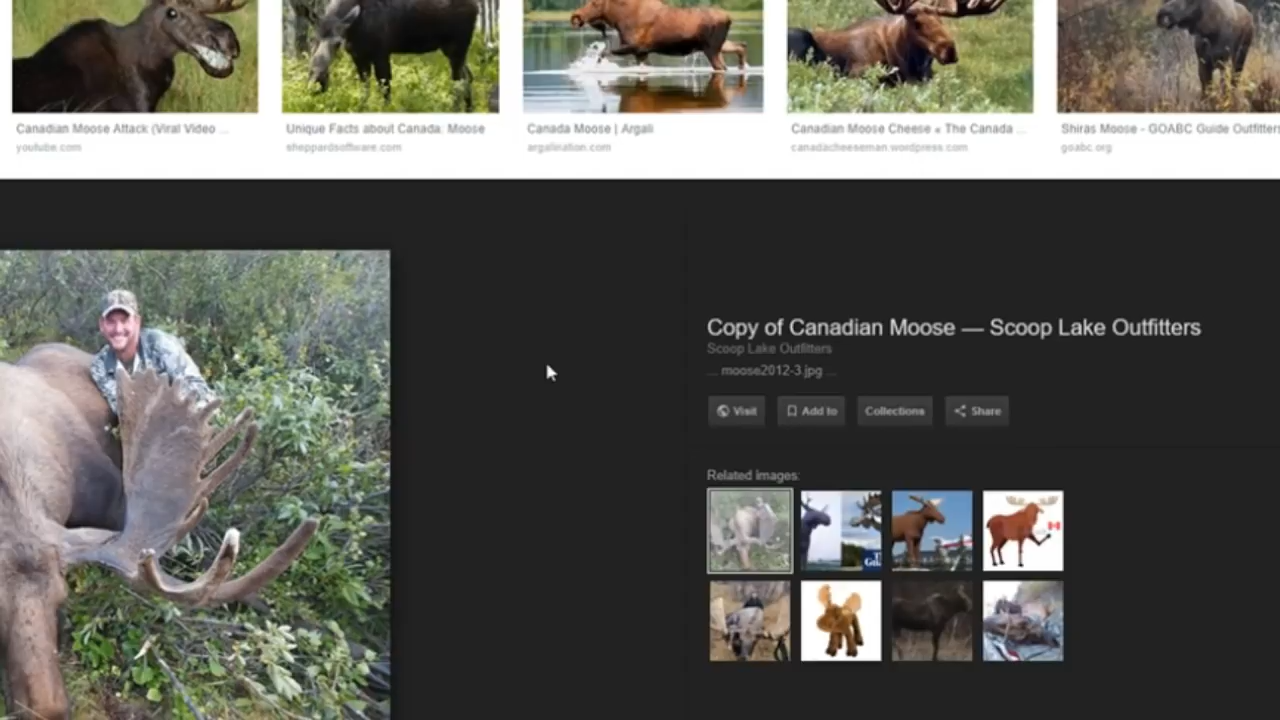 Canadian Moose Attack (Viral Video ...
youtube.com
Unique Facts about Canada: Moose
sheppardsoftware.com
Canada Moose | Argali
argalination.com
Canadian Moose Cheese « The Canada ...
canadacheeseman.wordpress.com
Shiras Moose - GOABC Guide Outfitters
goabc.org
Copy of Canadian Moose — Scoop Lake Outfitters
Scoop Lake Outfitters
... moose2012-3.jpg ...
Visit
Add to
Collections
Share
Related images: